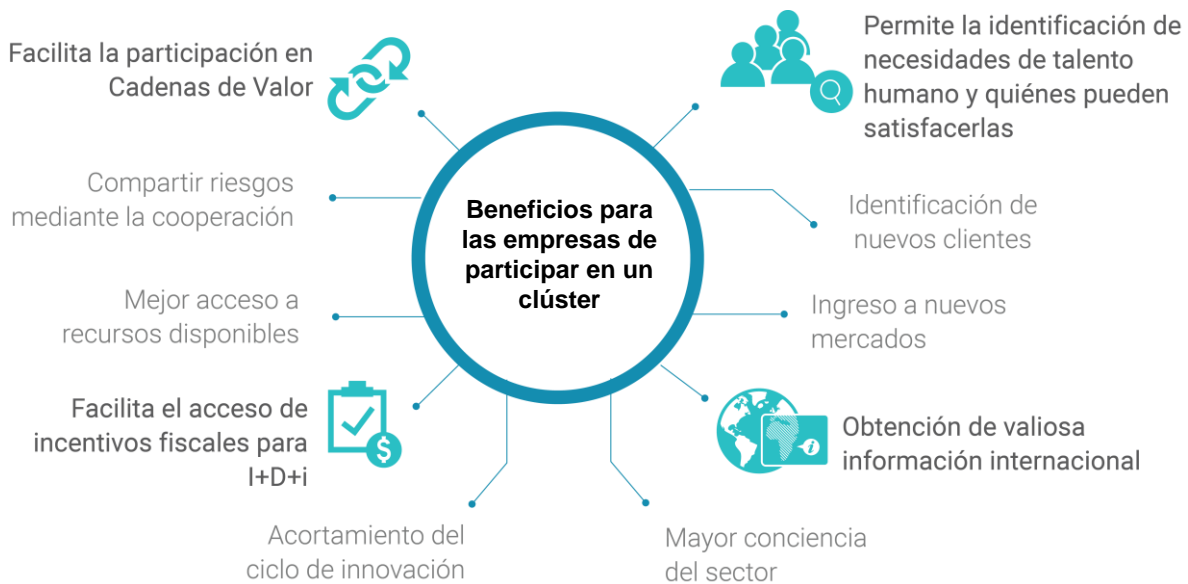 Facilita la participación en
Cadenas de Valor
Compartir riesgos
mediante la cooperación
Mejor acceso a
recursos disponibles
Facilita el acceso de
incentivos fiscales para
I+D+i
Acortamiento del
ciclo de innovación
Beneficios para
las empresas de
participar en un
clúster
Permite la identificación de
necesidades de talento
humano y quiénes pueden
satisfacerlas
Identificación de
nuevos clientes
Ingreso a nuevos
mercados
Obtención de valiosa
información internacional
Mayor conciencia
del sector
$
i